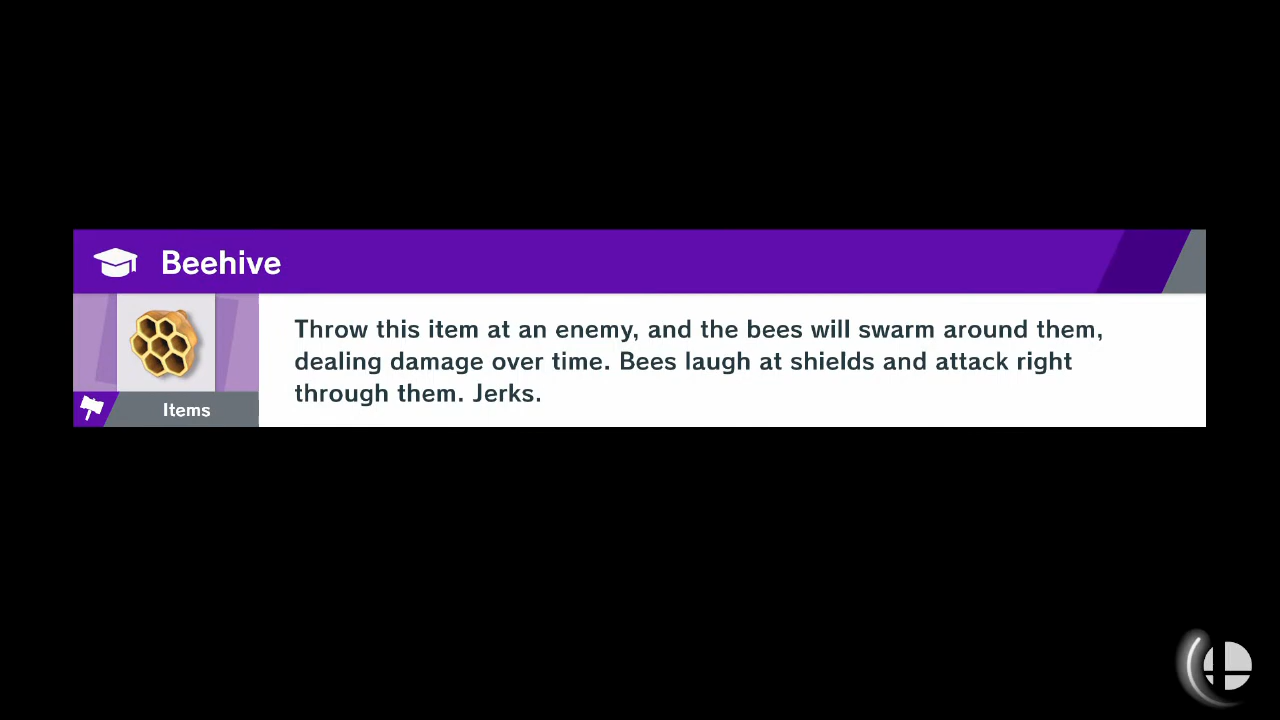 Beehive
Throw this item at an enemy, and the bees will swarm around them,
dealing damage over time. Bees laugh at shields and attack right
through them. Jerks.
Items